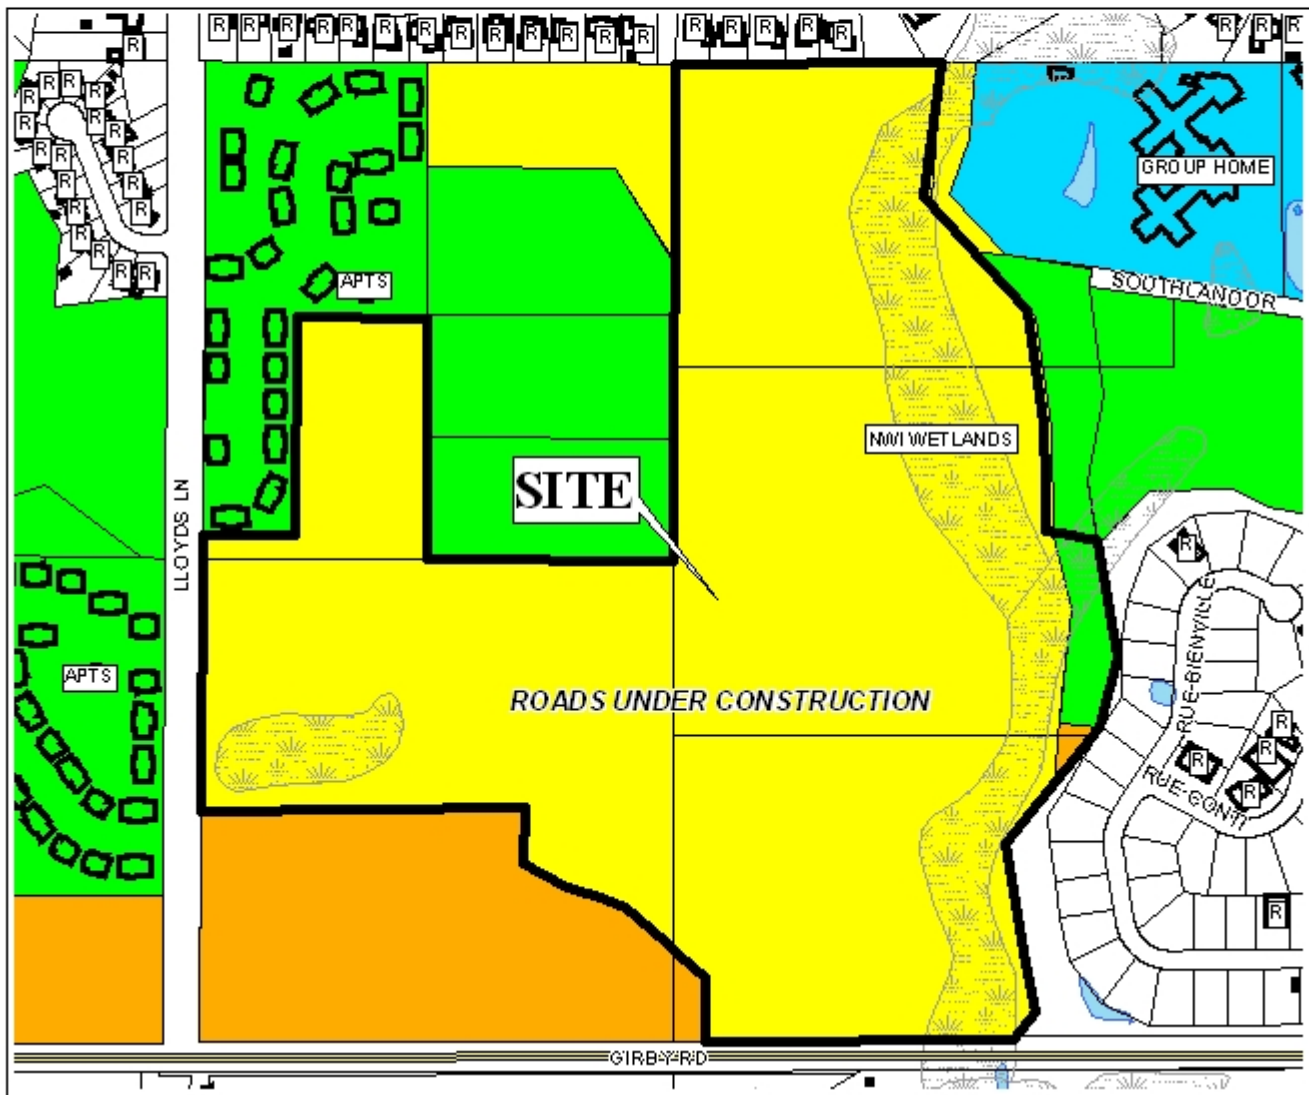 R R R R R R R R R R R R R R R R R R R R R
R
R R
R R
R R
R R R
R R
R R
R
R
R R R
GROUP HOME
APTS
SOUTHLAND DR
NWI WETLANDS
SITE
LLOYDS LN
R
RUE-BIENVILLE
APTS
ROADS UNDER CONSTRUCTION
R
R
R
R
RUE-CONTI
R
GIRBY RD